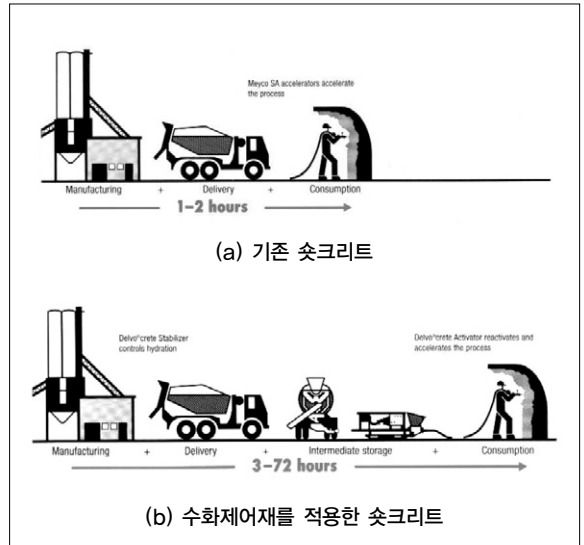 Meyco SA accelerators accelerate
the process
Manufacturing + Delivery + Consumption
1–2 hours
(a) 기존 숏크리트
Delvo®crete Stabilizer
controls hydration
Delvo®crete Activator reactivates and
accelerates the process
Manufacturing + Delivery + Intermediate storage + Consumption
3–72 hours
(b) 수화제어재를 적용한 숏크리트